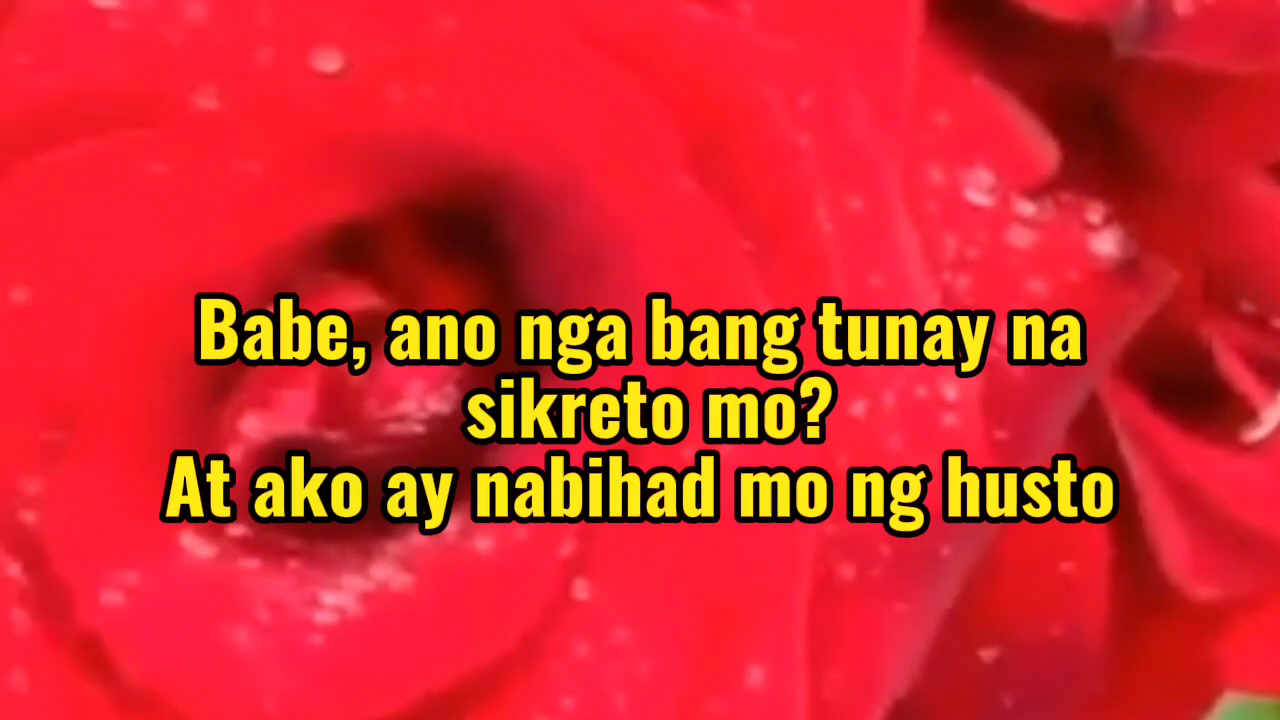 Babe, ano nga bang tunay na
sikreto mo?
At ako ay nabihad mo ng husto